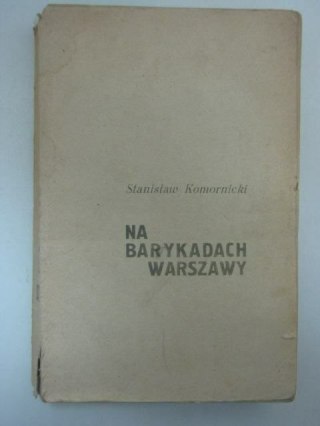 Stanisław Komornicki
NA
BARYKADACH
WARSZAWY